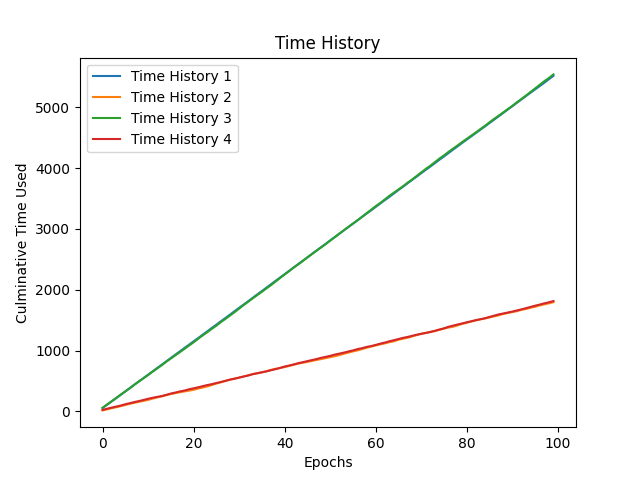 Time History
Time History 1
Time History 2
Time History 3
Time History 4
Culminative Time Used
5000
4000
3000
2000
1000
0
0 20 40 60 80 100
Epochs